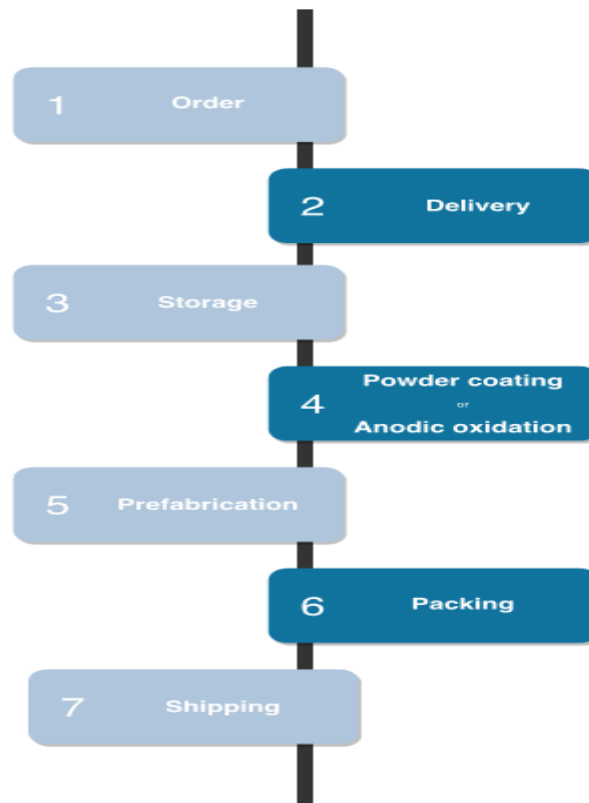 1 Order
2 Delivery
3 Storage
4 Powder coating
or
Anodic oxidation
5 Prefabrication
6 Packing
7 Shipping